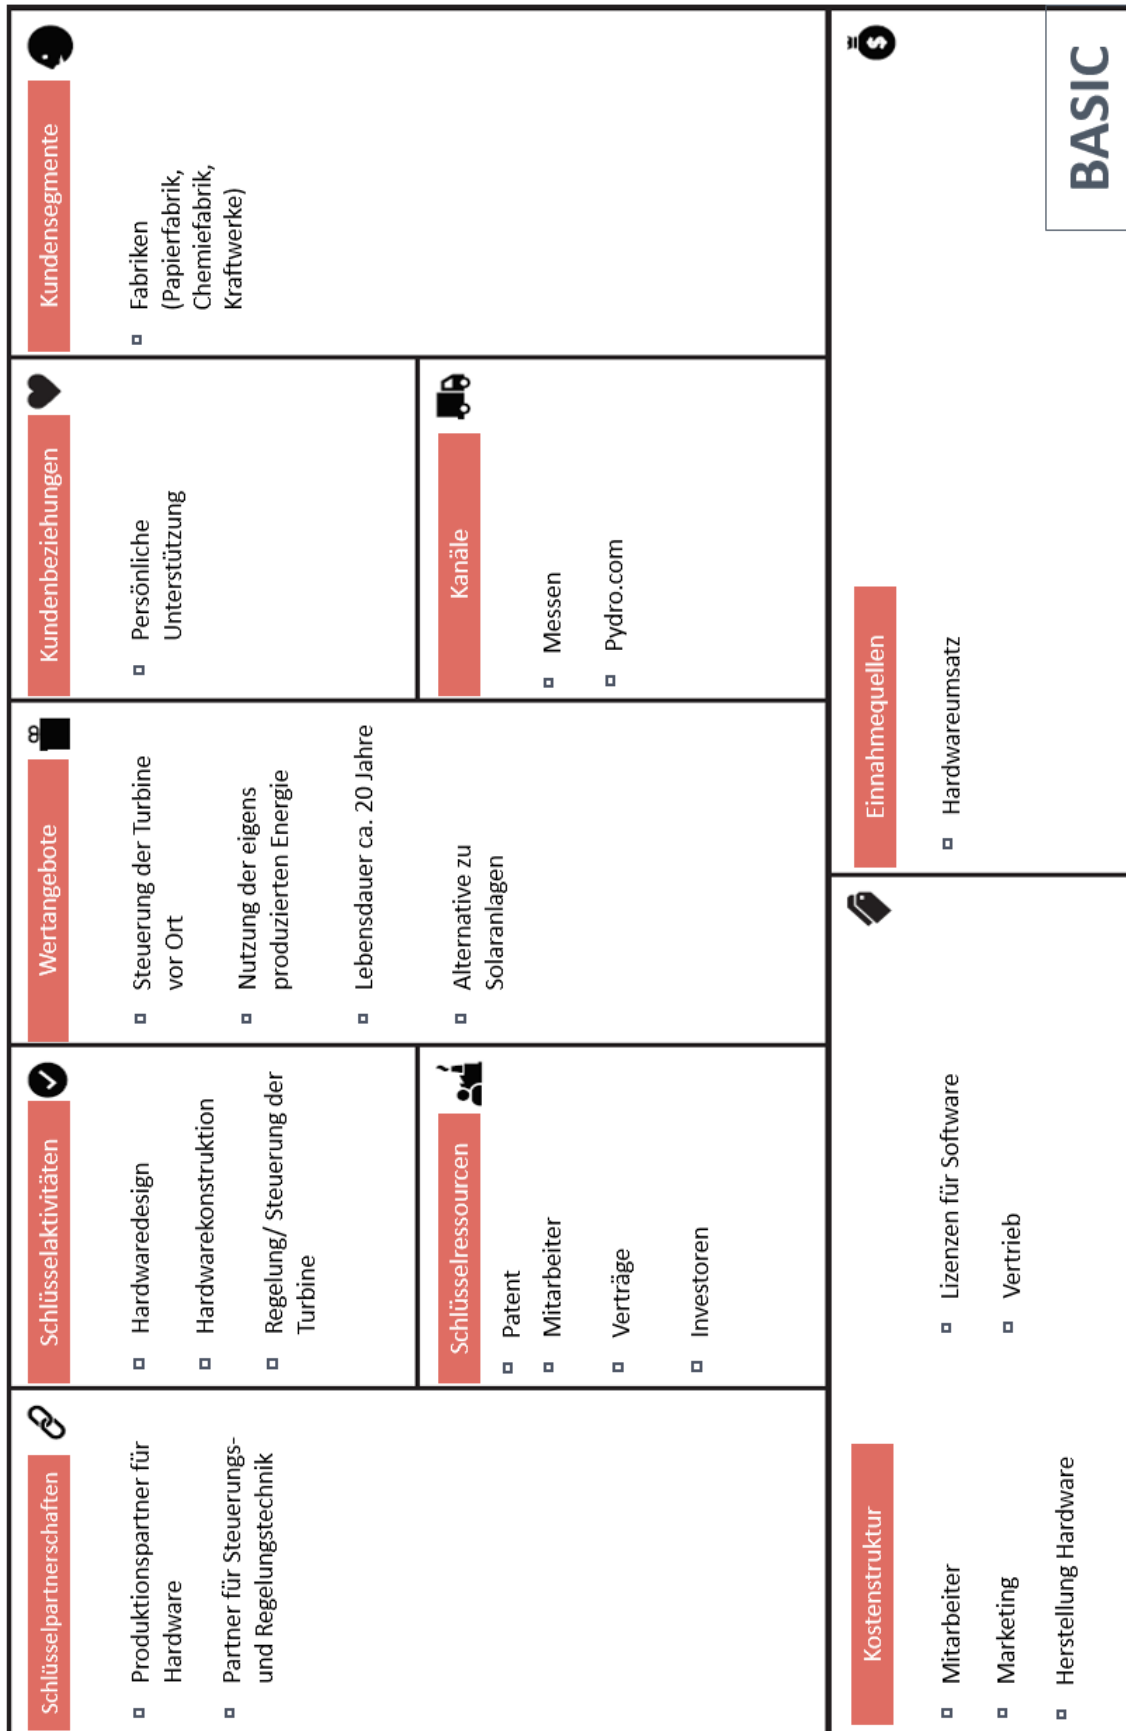 Schlüsselpartnerschaften
Produktionspartner für
Hardware
Partner für Steuerungs-
und Regelungstechnik
Schlüsselaktivitäten
Hardwaredesign
Hardwarekonstruktion
Regelung/ Steuerung der
Turbine
Schlüsselressourcen
Patent
Mitarbeiter
Verträge
Investoren
Wertangebote
Steuerung der Turbine
vor Ort
Nutzung der eigens
produzierten Energie
Lebensdauer ca. 20 Jahre
Alternative zu
Solaranlagen
Kundenbeziehungen
Persönliche
Unterstützung
Kanäle
Messen
Pydro.com
Kundensegmente
Fabriken
(Papierfabrik,
Chemiefabrik,
Kraftwerke)
Kostenstruktur
Mitarbeiter
Marketing
Herstellung Hardware
Lizenzen für Software
Vertrieb
Einnahmequellen
Hardwareumsatz
$
BASIC